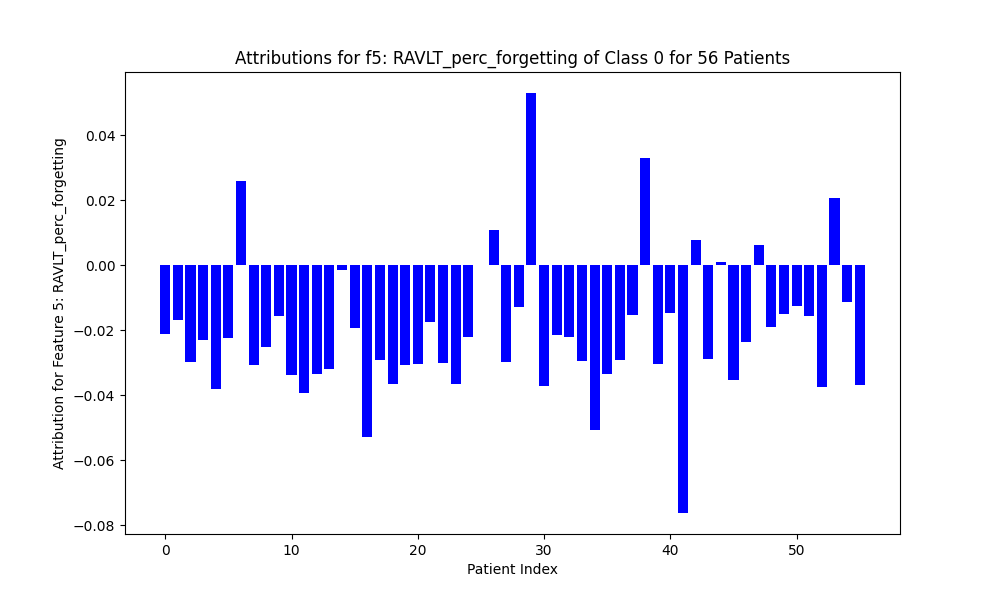 Attributions for f5: RAVLT_perc_forgetting of Class 0 for 56 Patients
Attribution for Feature 5: RAVLT_perc_forgetting
0.04
0.02
0.00
−0.02
−0.04
−0.06
−0.08
0 10 20 30 40 50
Patient Index